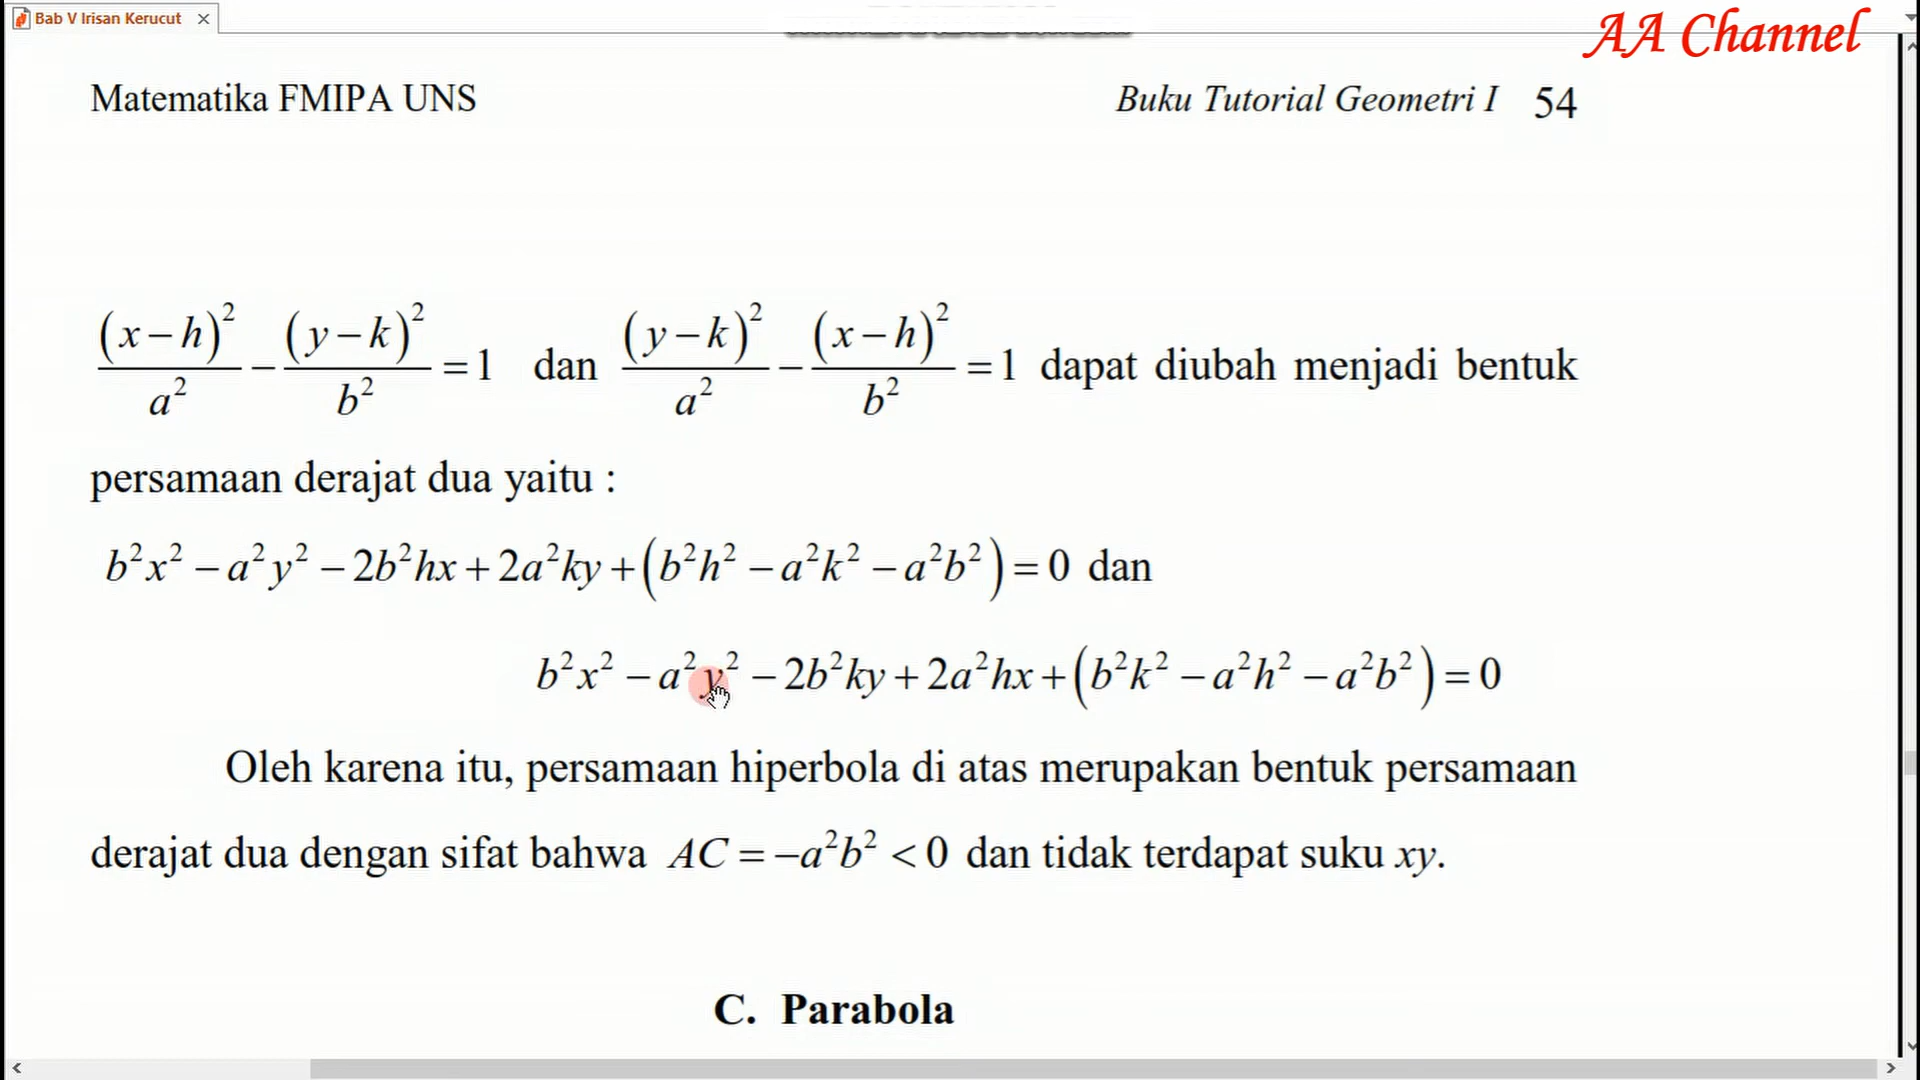 Bab V Irisan Kerucut
AA Channel
Matematika FMIPA UNS Buku Tutorial Geometri I 54
(x−h)²/a² − (y−k)²/b² = 1 dan (y−k)²/a² − (x−h)²/b² = 1 dapat diubah menjadi bentuk
persamaan derajat dua yaitu :
b²x² − a²y² − 2b²hx + 2a²ky + (b²h² − a²k² − a²b²) = 0 dan
b²x² − a²y² − 2b²ky + 2a²hx + (b²k² − a²h² − a²b²) = 0
Oleh karena itu, persamaan hiperbola di atas merupakan bentuk persamaan
derajat dua dengan sifat bahwa AC = −a²b² < 0 dan tidak terdapat suku xy.
C. Parabola